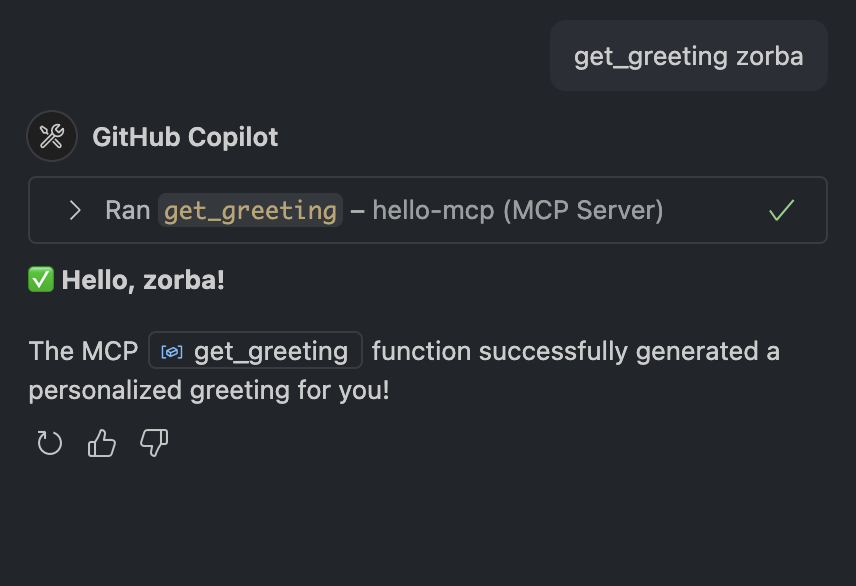 get_greeting zorba
GitHub Copilot
Ran get_greeting – hello-mcp (MCP Server)
✅ Hello, zorba!
The MCP get_greeting function successfully generated a
personalized greeting for you!